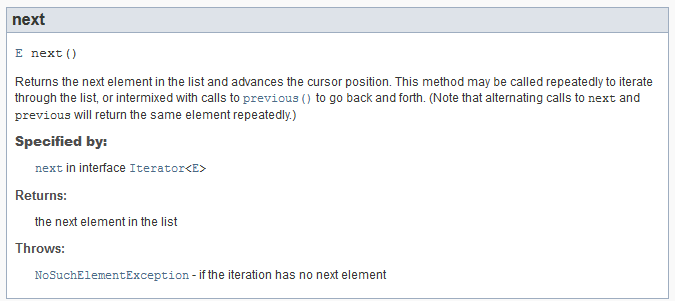 next
E next()
Returns the next element in the list and advances the cursor position. This method may be called repeatedly to iterate
through the list, or intermixed with calls to previous() to go back and forth. (Note that alternating calls to next and
previous will return the same element repeatedly.)
Specified by:
next in interface Iterator<E>
Returns:
the next element in the list
Throws:
NoSuchElementException - if the iteration has no next element